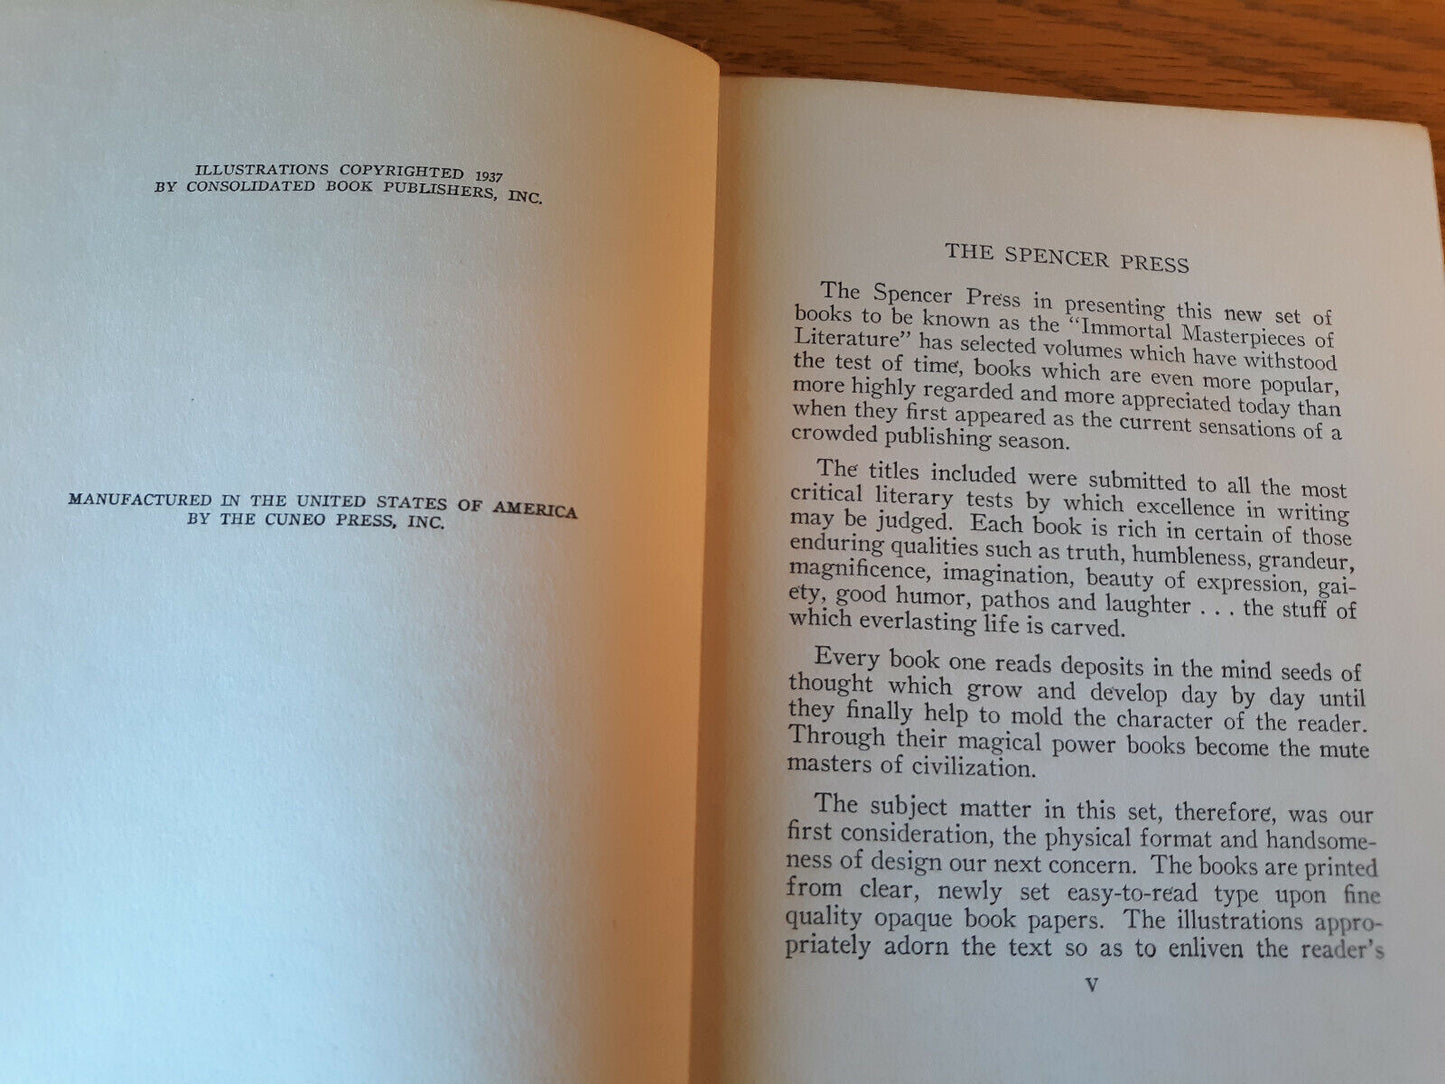 ILLUSTRATIONS COPYRIGHTED 1937
BY CONSOLIDATED BOOK PUBLISHERS, INC.
MANUFACTURED IN THE UNITED STATES OF AMERICA
BY THE CUNEO PRESS, INC.
THE SPENCER PRESS
The Spencer Press in presenting this new set of
books to be known as the “Immortal Masterpieces of
Literature” has selected volumes which have withstood
the test of time, books which are even more popular,
more highly regarded and more appreciated today than
when they first appeared as the current sensations of a
crowded publishing season.
The titles included were submitted to all the most
critical literary tests by which excellence in writing
may be judged. Each book is rich in certain of those
enduring qualities such as truth, humbleness, grandeur,
magnificence, imagination, beauty of expression, gai-
ety, good humor, pathos and laughter . . . the stuff of
which everlasting life is carved.
Every book one reads deposits in the mind seeds of
thought which grow and develop day by day until
they finally help to mold the character of the reader.
Through their magical power books become the mute
masters of civilization.
The subject matter in this set, therefore, was our
first consideration, the physical format and handsome-
ness of design our next concern. The books are printed
from clear, newly set easy-to-read type upon fine
quality opaque book papers. The illustrations appro-
priately adorn the text so as to enliven the reader’s
V